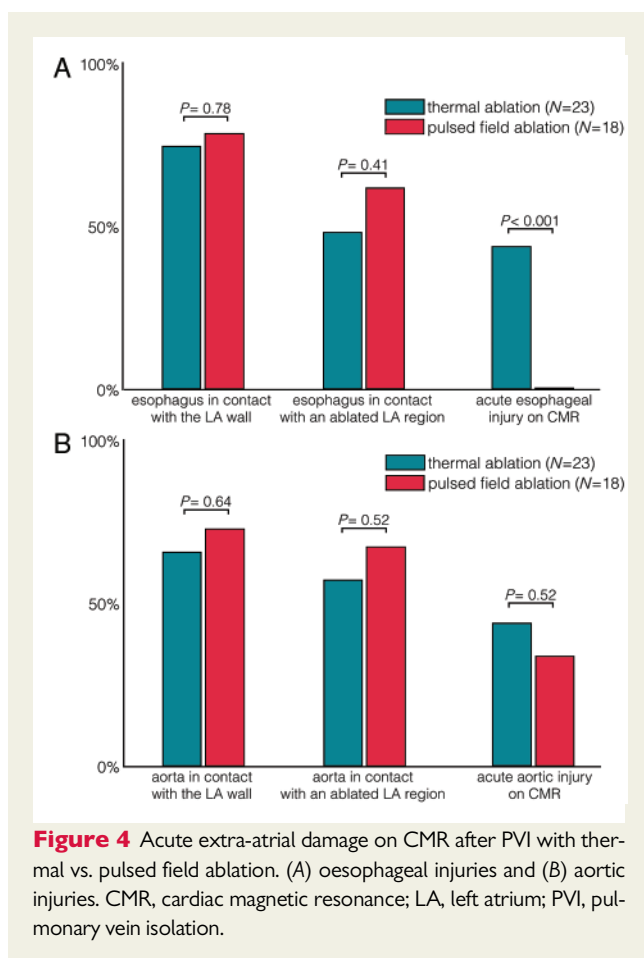 A
100%
P= 0.78
thermal ablation (N=23)
pulsed field ablation (N=18)
P= 0.41
50%
P< 0.001
0%
esophagus in contact
with the LA wall
esophagus in contact
with an ablated LA region
acute esophageal
injury on CMR
B
100%
thermal ablation (N=23)
pulsed field ablation (N=18)
P= 0.64
P= 0.52
50%
P= 0.52
0%
aorta in contact
with the LA wall
aorta in contact
with an ablated LA region
acute aortic injury
on CMR
Figure 4 Acute extra-atrial damage on CMR after PVI with ther-
mal vs. pulsed field ablation. (A) oesophageal injuries and (B) aortic
injuries. CMR, cardiac magnetic resonance; LA, left atrium; PVI, pul-
monary vein isolation.